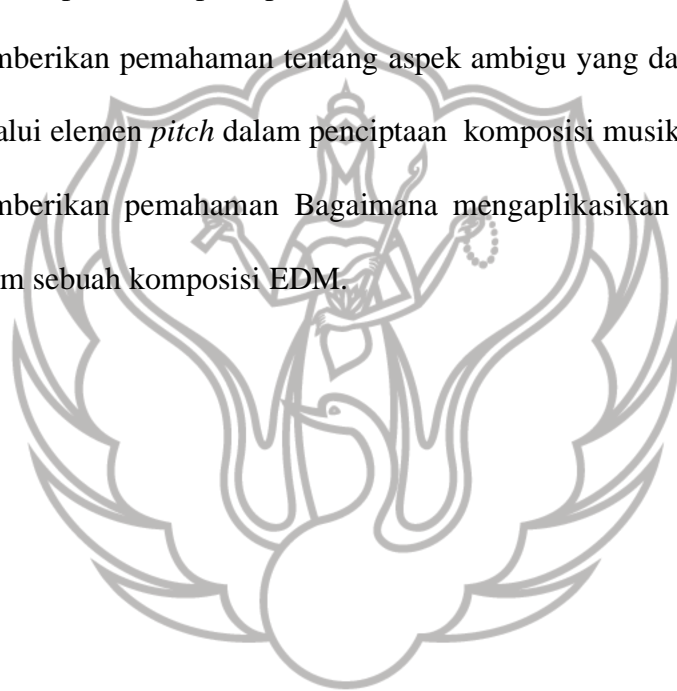 mberikan pemahaman tentang aspek ambigu yang da
alui elemen pitch dalam penciptaan komposisi musik
mberikan pemahaman Bagaimana mengaplikasikan
m sebuah komposisi EDM.